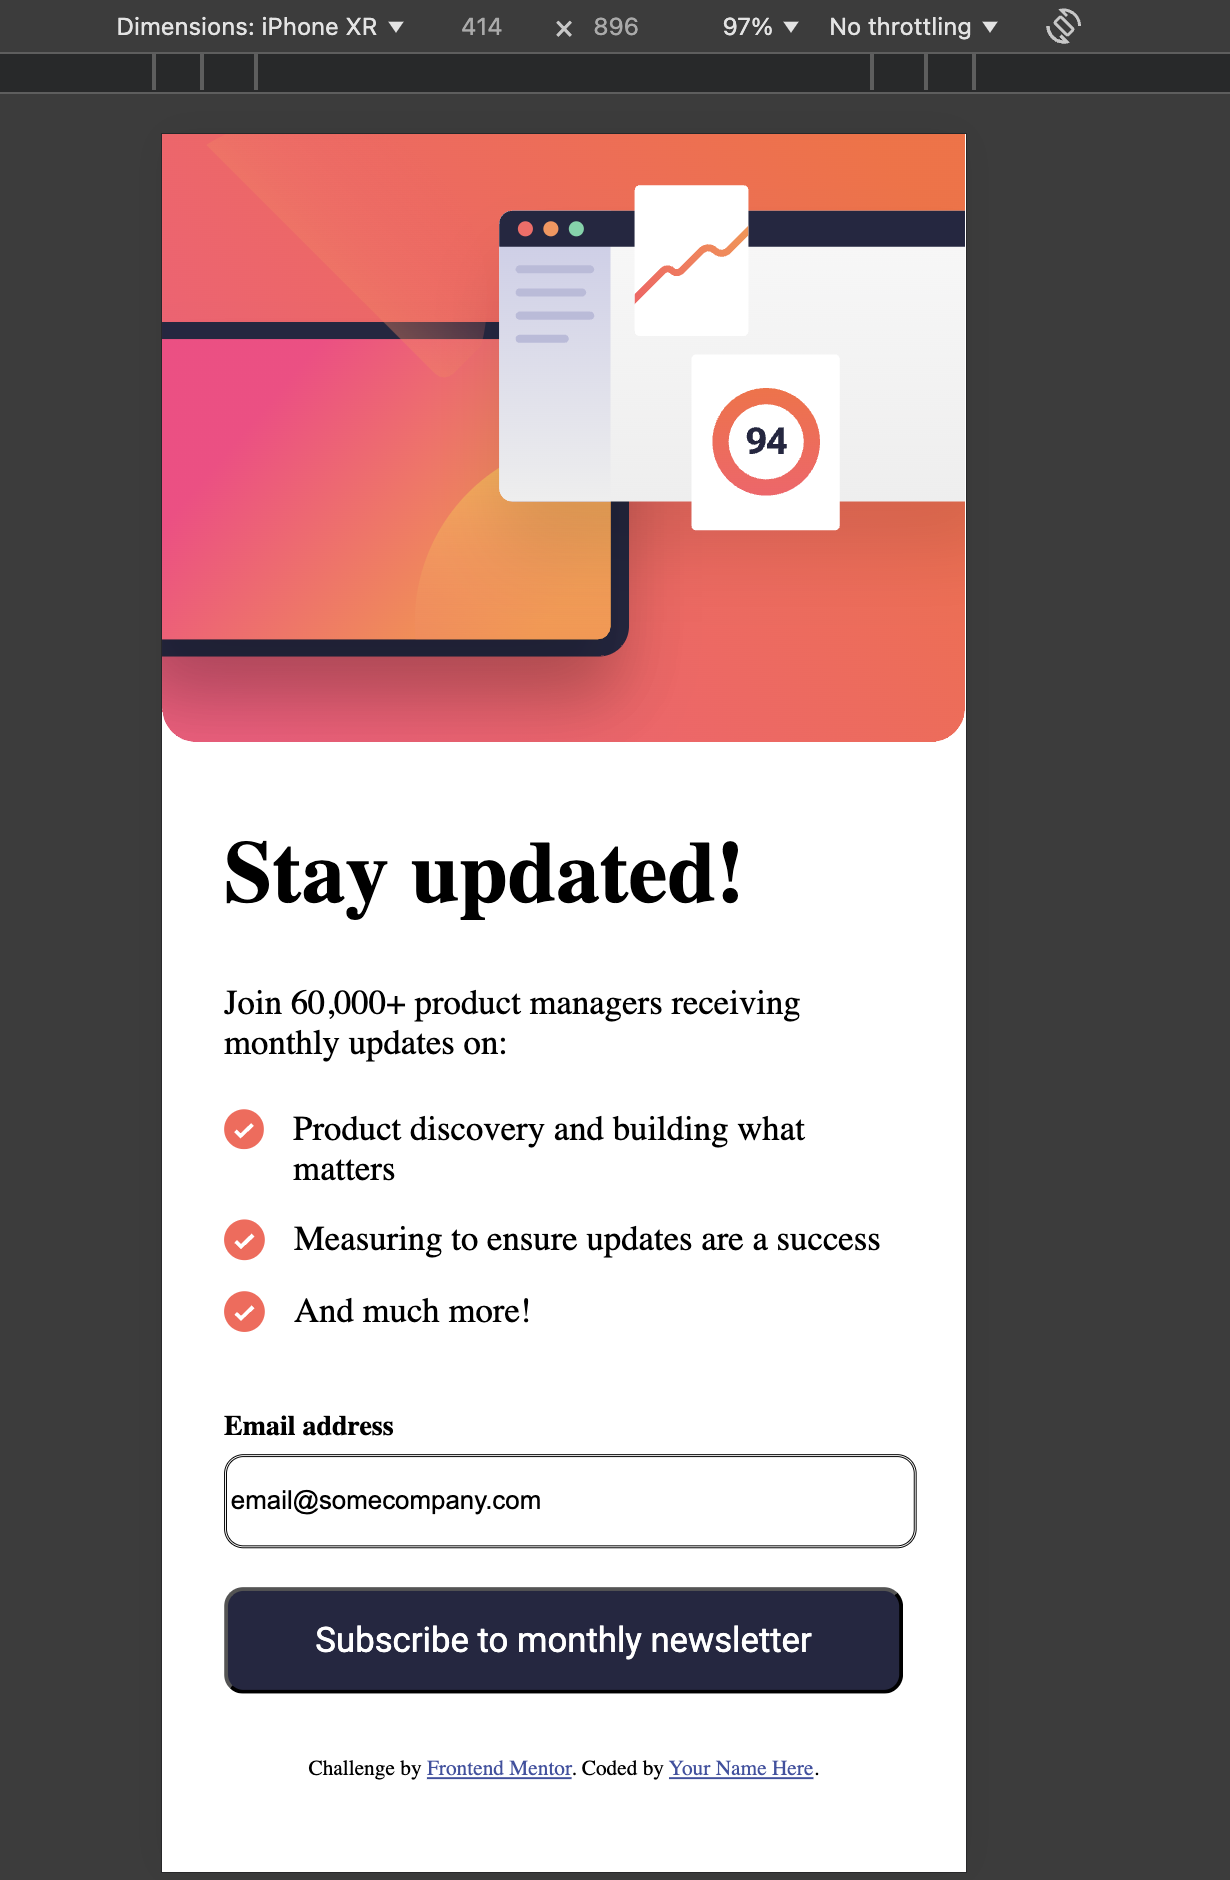 Dimensions: iPhone XR ▼ 414 × 896 97% ▼ No throttling ▼
94
Stay updated!
Join 60,000+ product managers receiving
monthly updates on:
Product discovery and building what
matters
Measuring to ensure updates are a success
And much more!
Email address
email@somecompany.com
Subscribe to monthly newsletter
Challenge by Frontend Mentor. Coded by Your Name Here.